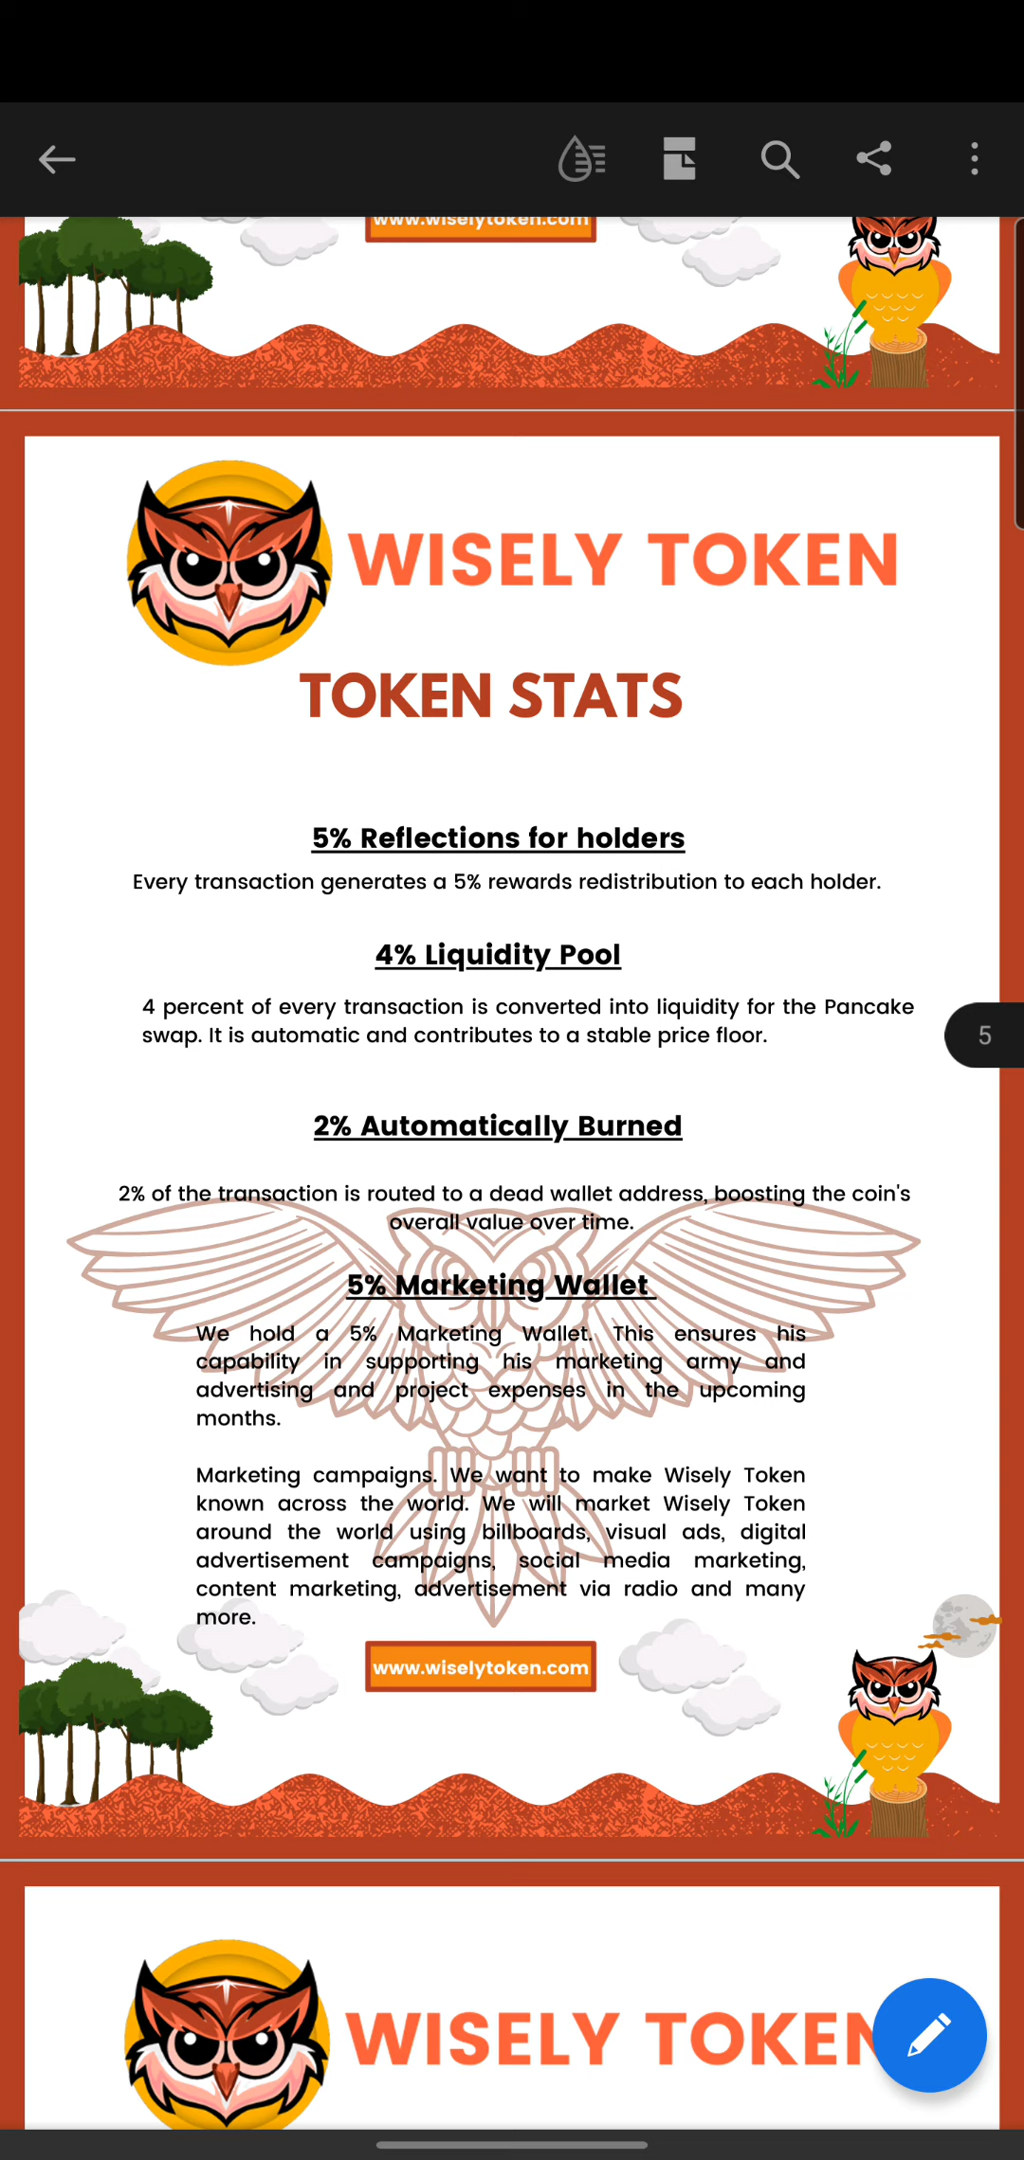 www.wiselytoken.com
WISELY TOKEN
TOKEN STATS
5% Reflections for holders
Every transaction generates a 5% rewards redistribution to each holder.
4% Liquidity Pool
4 percent of every transaction is converted into liquidity for the Pancake
swap. It is automatic and contributes to a stable price floor.
5
2% Automatically Burned
2% of the transaction is routed to a dead wallet address, boosting the coin's
overall value over time.
5% Marketing Wallet
We hold a 5% Marketing Wallet. This ensures his
capability in supporting his marketing army and
advertising and project expenses in the upcoming
months.
Marketing campaigns. We want to make Wisely Token
known across the world. We will market Wisely Token
around the world using billboards, visual ads, digital
advertisement campaigns, social media marketing,
content marketing, advertisement via radio and many
more.
www.wiselytoken.com
WISELY TOKEN